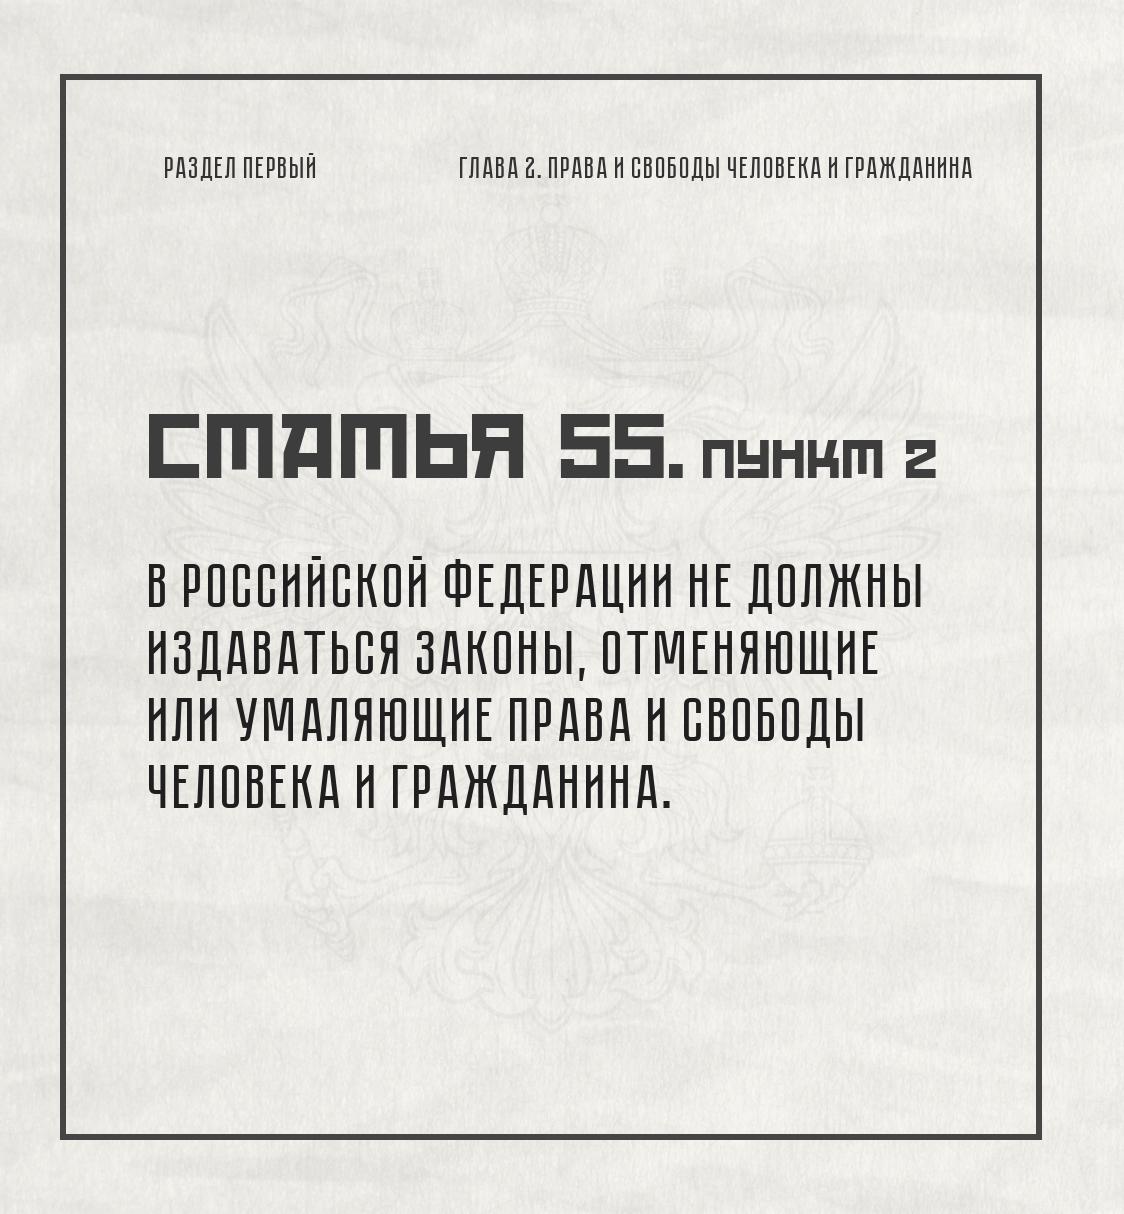 РАЗДЕЛ ПЕРВЫЙ ГЛАВА 2. ПРАВА И СВОБОДЫ ЧЕЛОВЕКА И ГРАЖДАНИНА
СТАТЬЯ 55. ПУНКТ 2
В РОССИЙСКОЙ ФЕДЕРАЦИИ НЕ ДОЛЖНЫ
ИЗДАВАТЬСЯ ЗАКОНЫ, ОТМЕНЯЮЩИЕ
ИЛИ УМАЛЯЮЩИЕ ПРАВА И СВОБОДЫ
ЧЕЛОВЕКА И ГРАЖДАНИНА.